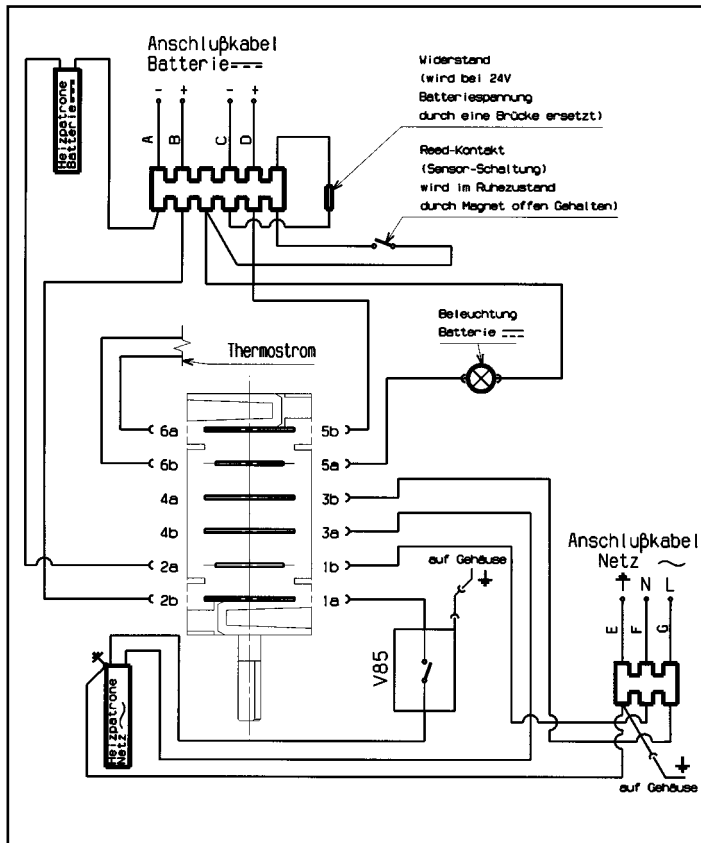 Anschlußkabel
Batterie
- + - +
A B C D
Heizpatrone
Batterie
Widerstand
(wird bei 24V
Batteriespannung
durch eine Brücke ersetzt)
Reed-Kontakt
(Sensor-Schaltung)
wird im Ruhezustand
durch Magnet offen Gehalten)
Beleuchtung
Batterie
Thermostrom
6a 5b
6b 5a
4a 3b
4b 3a
2a 1b
2b 1a
auf Gehäuse
V85
Anschlußkabel
Netz ~
N L
E F G
Heizpatrone
Netz ~
auf Gehäuse